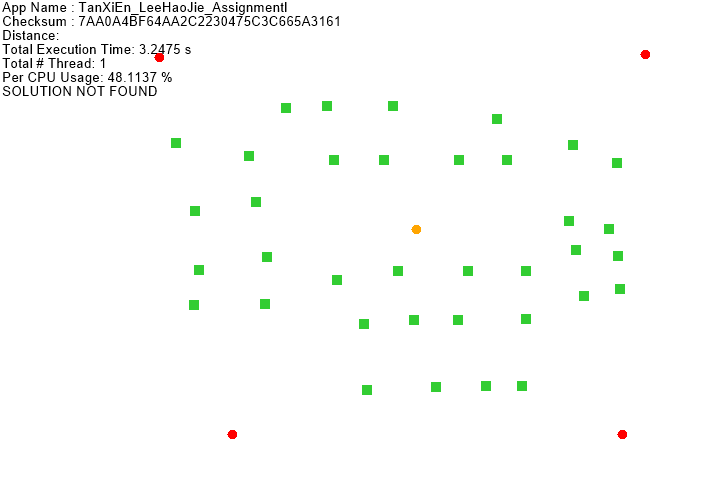 App Name : TanXiEn_LeeHaoJie_AssignmentI
Checksum : 7AA0A4BF64AA2C2230475C3C665A3161
Distance:
Total Execution Time: 3.2475 s
Total # Thread: 1
Per CPU Usage: 48.1137 %
SOLUTION NOT FOUND